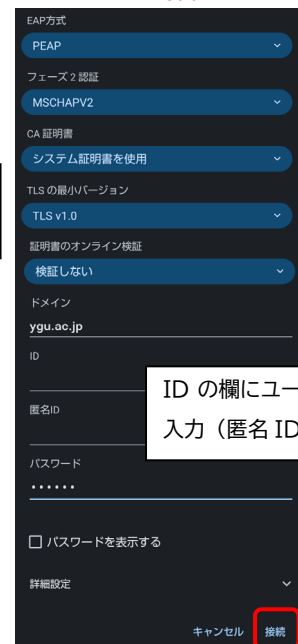 EAP方式
PEAP
フェーズ 2 認証
MSCHAPV2
CA 証明書
システム証明書を使用
TLS の最小バージョン
TLS v1.0
証明書のオンライン検証
検証しない
ドメイン
ygu.ac.jp
ID
ID の欄にユー
匿名ID
入力（匿名 ID
パスワード
••••••
パスワードを表示する
詳細設定
キャンセル 接続